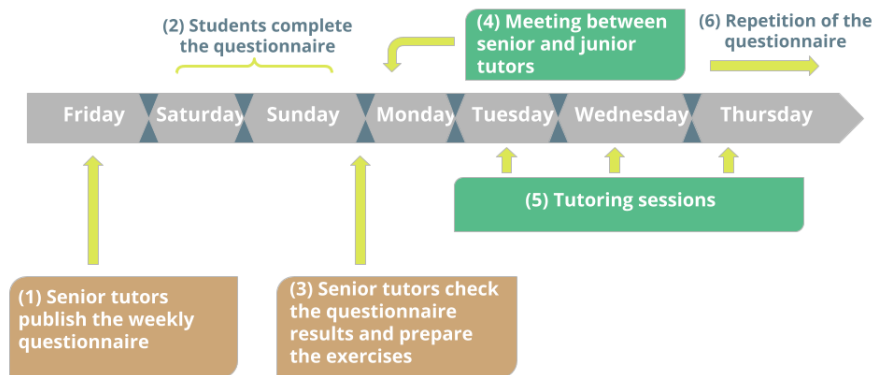 (2) Students complete
the questionnaire
(4) Meeting between
senior and junior
tutors
(6) Repetition of the
questionnaire
Friday Saturday Sunday Monday Tuesday Wednesday Thursday
(5) Tutoring sessions
(1) Senior tutors
publish the weekly
questionnaire
(3) Senior tutors check
the questionnaire
results and prepare
the exercises